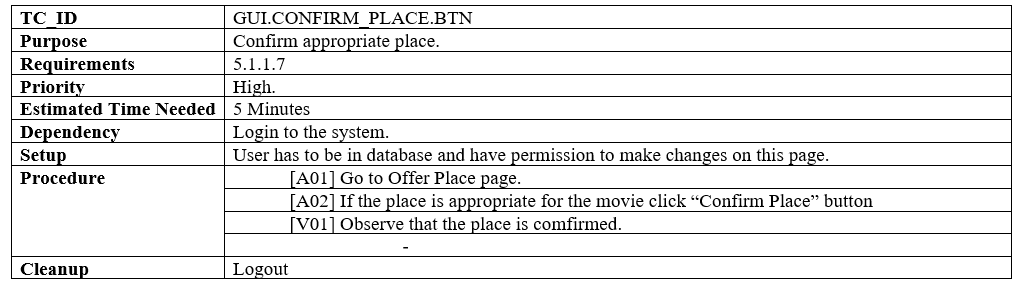 TC_ID GUI.CONFIRM_PLACE.BTN
Purpose Confirm appropriate place.
Requirements 5.1.1.7
Priority High.
Estimated Time Needed 5 Minutes
Dependency Login to the system.
Setup User has to be in database and have permission to make changes on this page.
Procedure [A01] Go to Offer Place page.
[A02] If the place is appropriate for the movie click “Confirm Place” button
[V01] Observe that the place is comfirmed.
-
Cleanup Logout